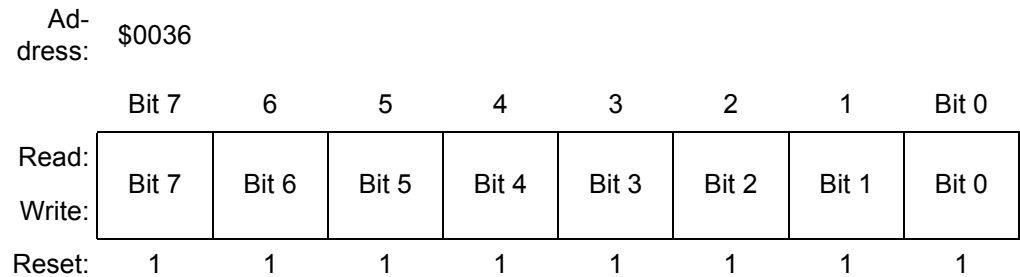 Ad-
dress: $0036
Bit 7 6 5 4 3 2 1 Bit 0
Read:
Bit 7 Bit 6 Bit 5 Bit 4 Bit 3 Bit 2 Bit 1 Bit 0
Write:
Reset: 1 1 1 1 1 1 1 1